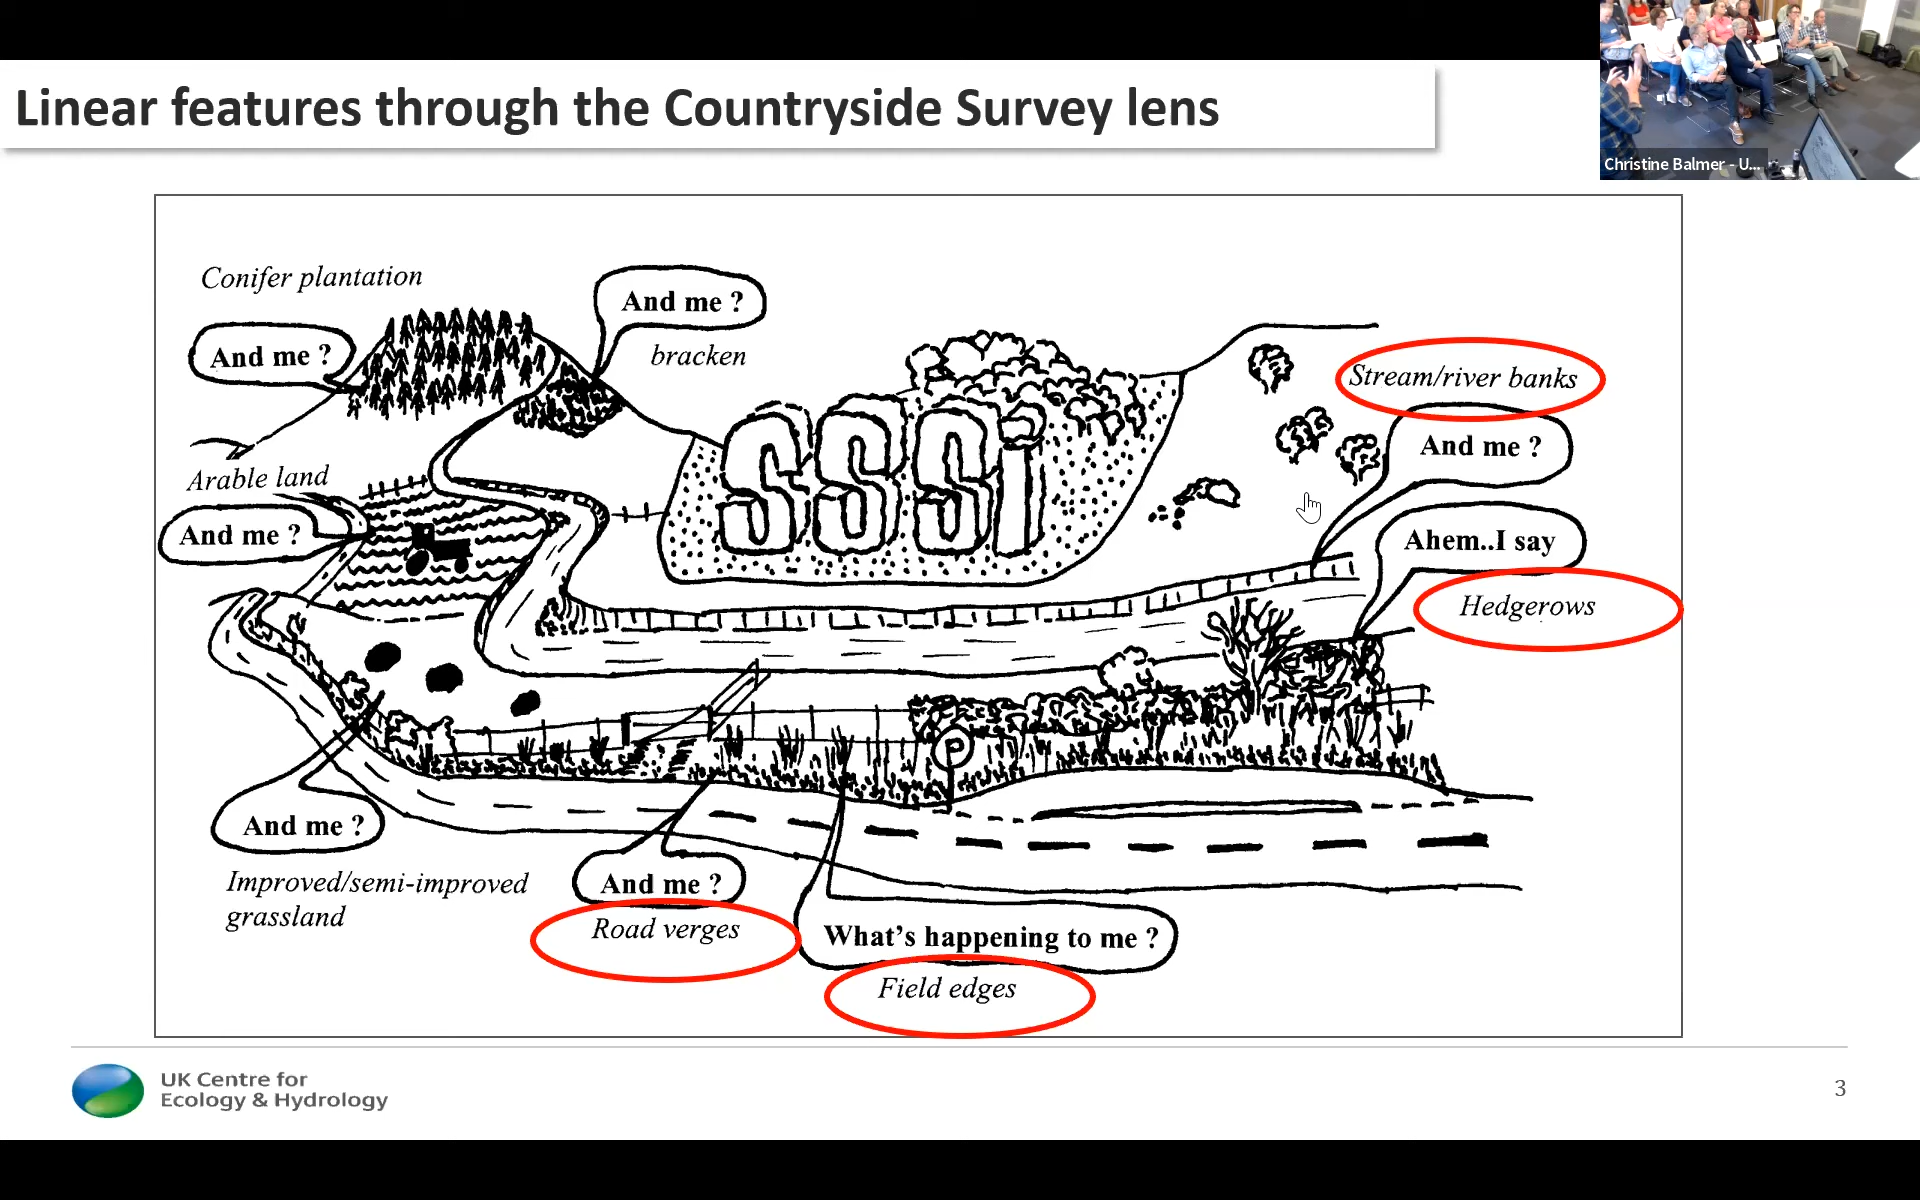 Linear features through the Countryside Survey lens
Christine Balmer - U...
Conifer plantation
And me ?
And me ?
bracken
Stream/river banks
And me ?
Arable land
And me ?
SSSi
Ahem..I say
Hedgerows
P
And me ?
Improved/semi-improved
grassland
And me ?
Road verges
What's happening to me ?
Field edges
UK Centre for
Ecology & Hydrology
3